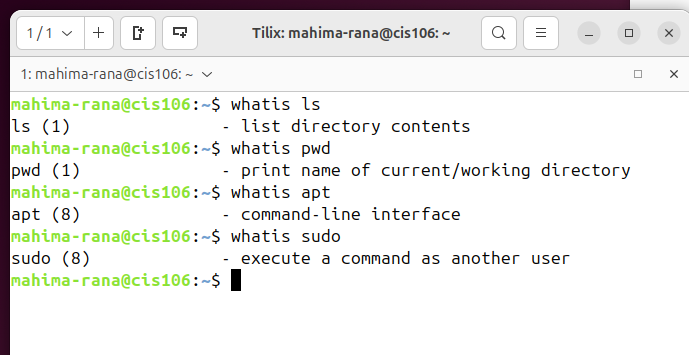 1 / 1
Tilix: mahima-rana@cis106: ~
1: mahima-rana@cis106: ~
mahima-rana@cis106:~$ whatis ls
ls (1)               - list directory contents
mahima-rana@cis106:~$ whatis pwd
pwd (1)              - print name of current/working directory
mahima-rana@cis106:~$ whatis apt
apt (8)              - command-line interface
mahima-rana@cis106:~$ whatis sudo
sudo (8)             - execute a command as another user
mahima-rana@cis106:~$